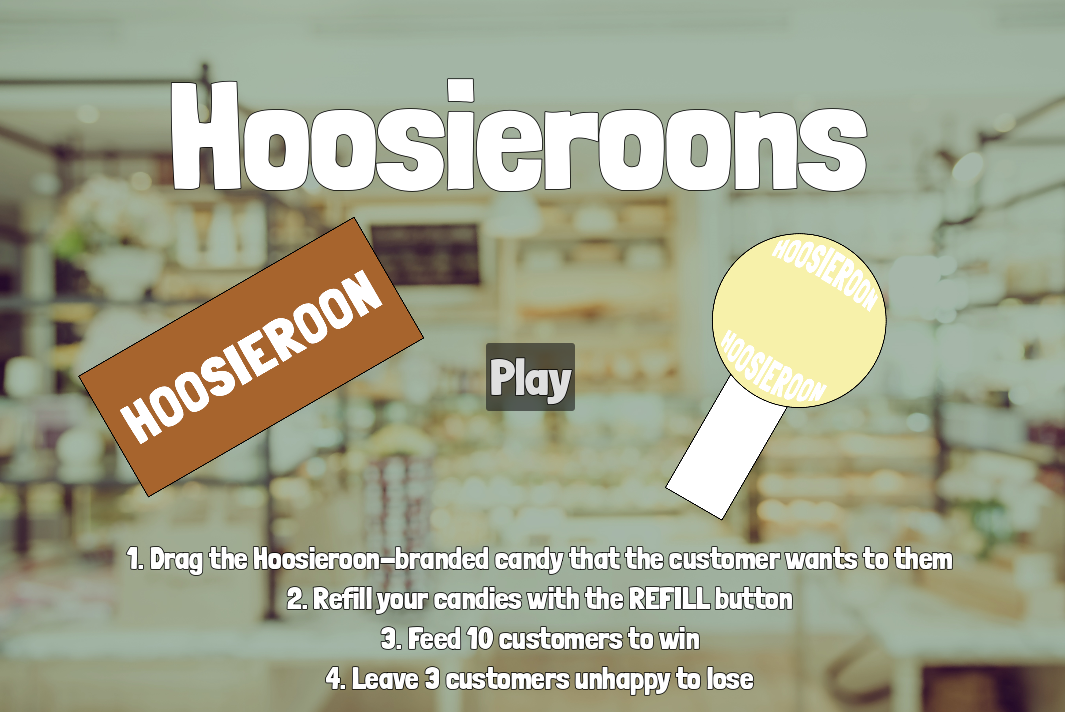 Hoosieroons
HOOSIEROON
HOOSIEROON
HOOSIEROON
Play
1. Drag the Hoosieroon-branded candy that the customer wants to them
2. Refill your candies with the REFILL button
3. Feed 10 customers to win
4. Leave 3 customers unhappy to lose